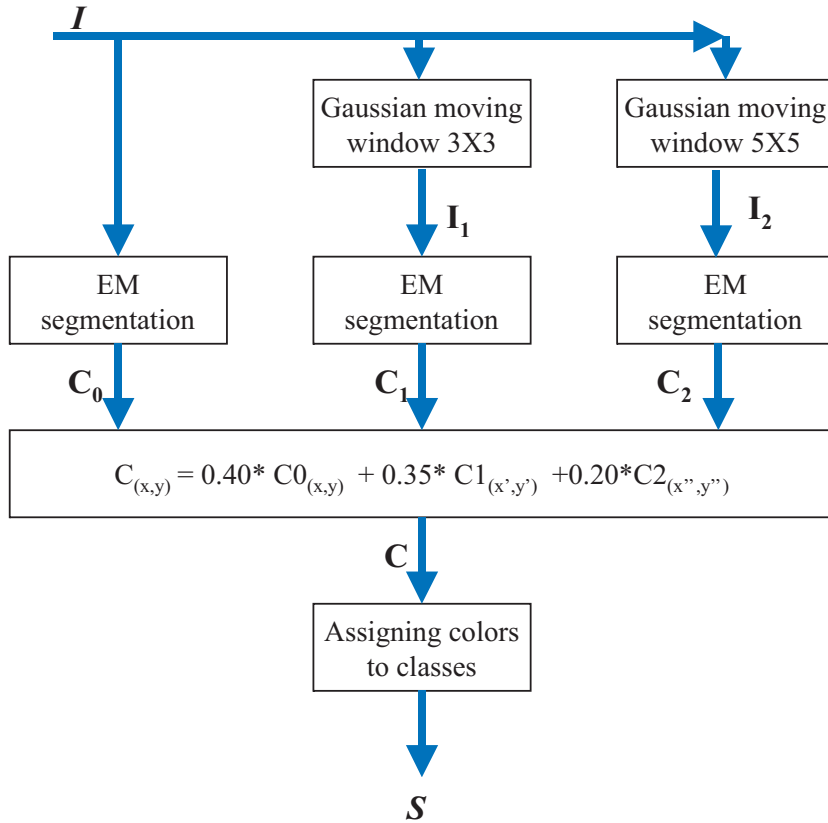 I
Gaussian moving
window 3X3
Gaussian moving
window 5X5
I₁
I₂
EM
segmentation
EM
segmentation
EM
segmentation
C₀
C₁
C₂
C(x,y) = 0.40* C0(x,y) + 0.35* C1(x’,y’) +0.20*C2(x”,y”)
C
Assigning colors
to classes
S